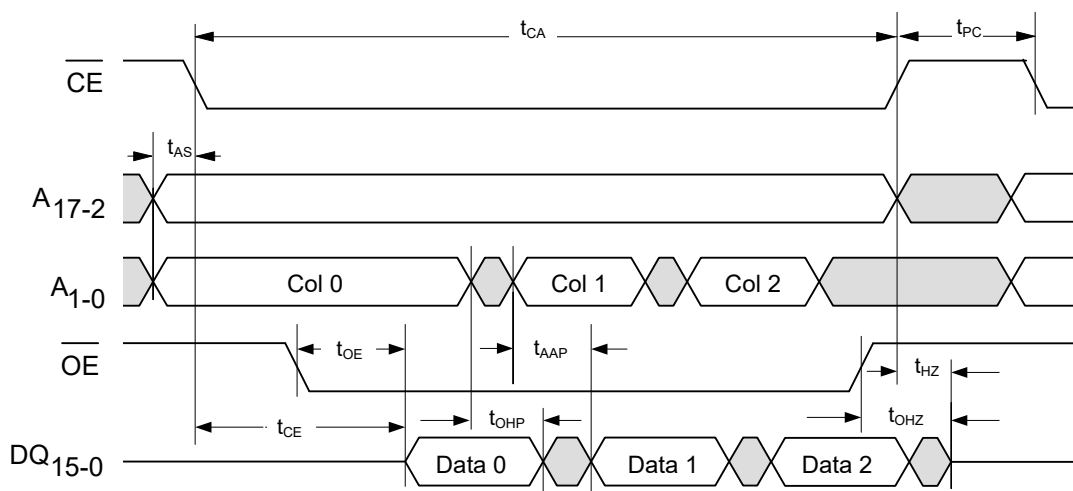 tCA
tPC
CE
tAS
A17-2
A1-0
Col 0
Col 1
Col 2
OE
tOE
tAAP
tHZ
tCE
tOHP
tOHZ
DQ15-0
Data 0
Data 1
Data 2